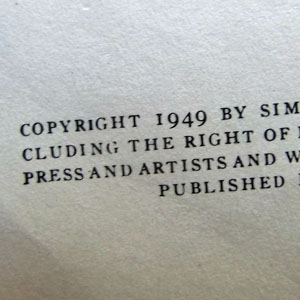 COPYRIGHT 1949 BY SIM
CLUDING THE RIGHT OF
PRESS AND ARTISTS AND W
PUBLISHED